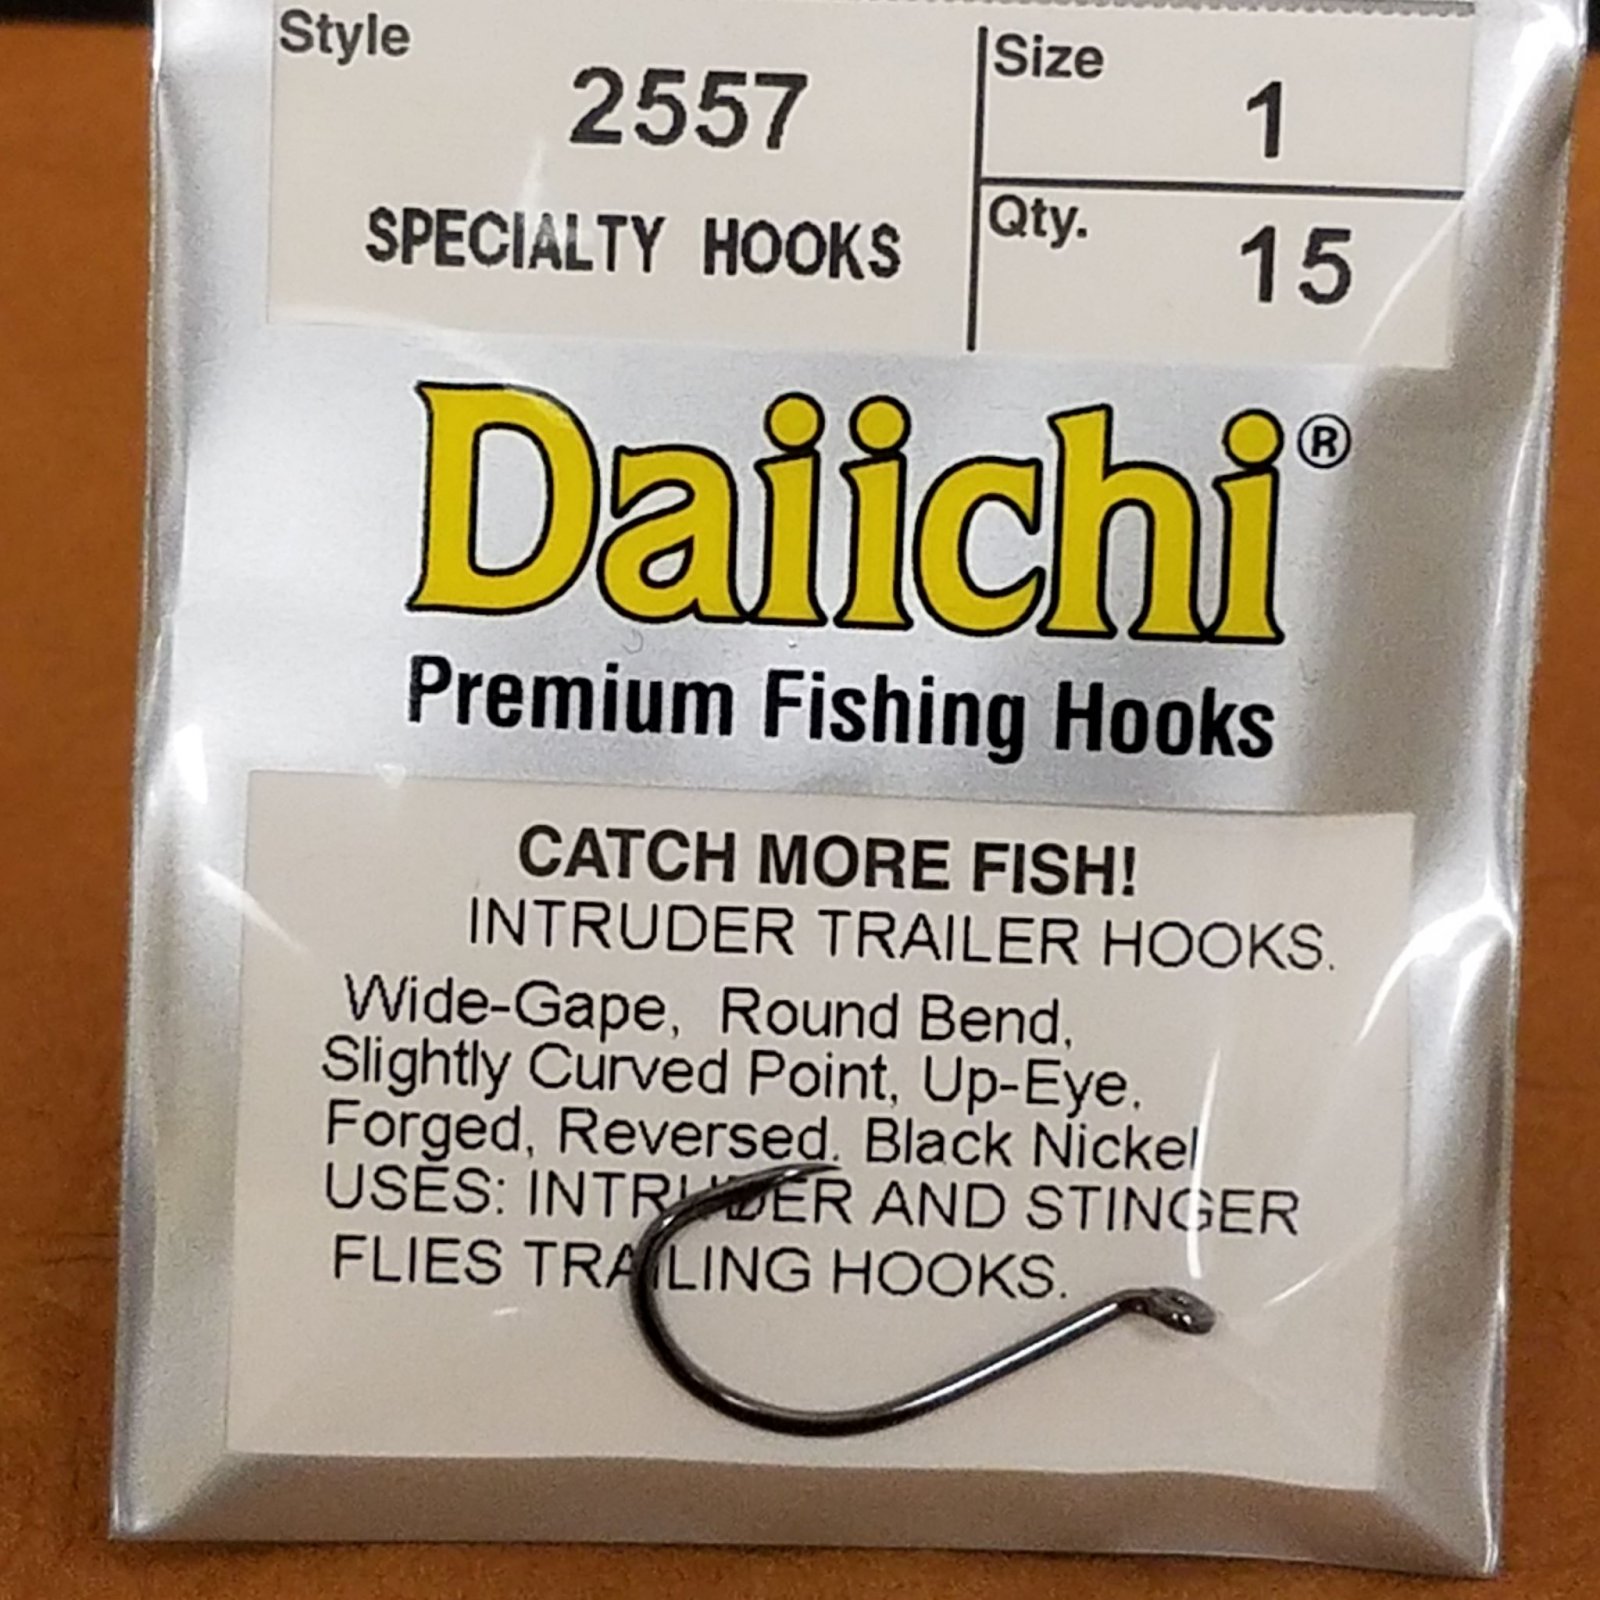 Style
2557
SPECIALTY HOOKS
Size
1
Qty.
15
Daiichi®
Premium Fishing Hooks
CATCH MORE FISH!
INTRUDER TRAILER HOOKS.
Wide-Gape, Round Bend,
Slightly Curved Point, Up-Eye.
Forged, Reversed. Black Nickel
USES: INTRUDER AND STINGER
FLIES TRAILING HOOKS.